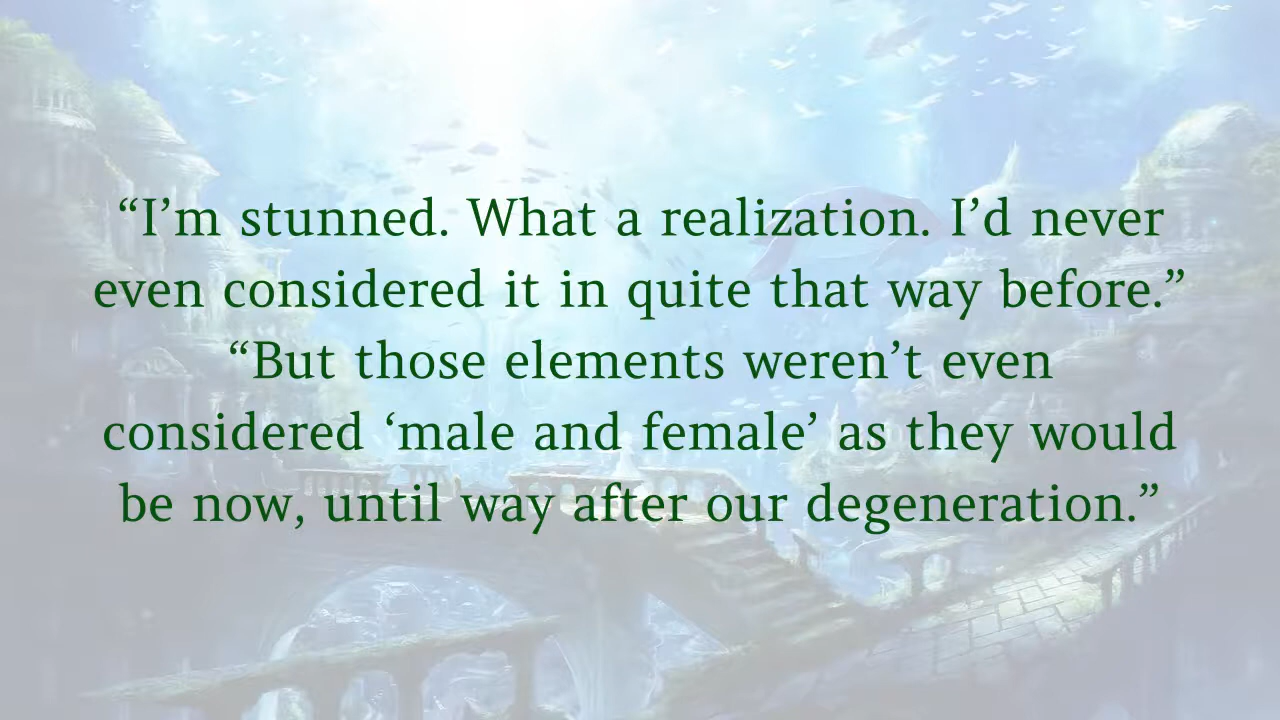 “I’m stunned. What a realization. I’d never
even considered it in quite that way before.”
“But those elements weren’t even
considered ‘male and female’ as they would
be now, until way after our degeneration.”